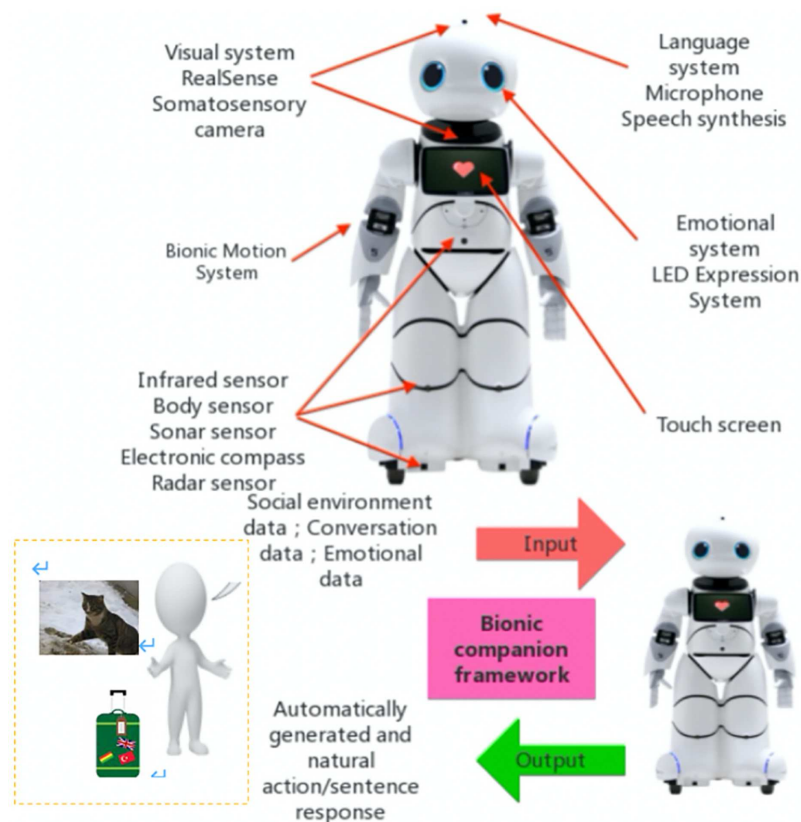 Visual system
RealSense
Somatosensory
camera
Language
system
Microphone
Speech synthesis
Bionic Motion
System
Emotional
system
LED Expression
System
Infrared sensor
Body sensor
Sonar sensor
Electronic compass
Radar sensor
Touch screen
Social environment
data ; Conversation
data ; Emotional
data
Input
Bionic
companion
framework
Automatically
generated and
natural
action/sentence
response
Output